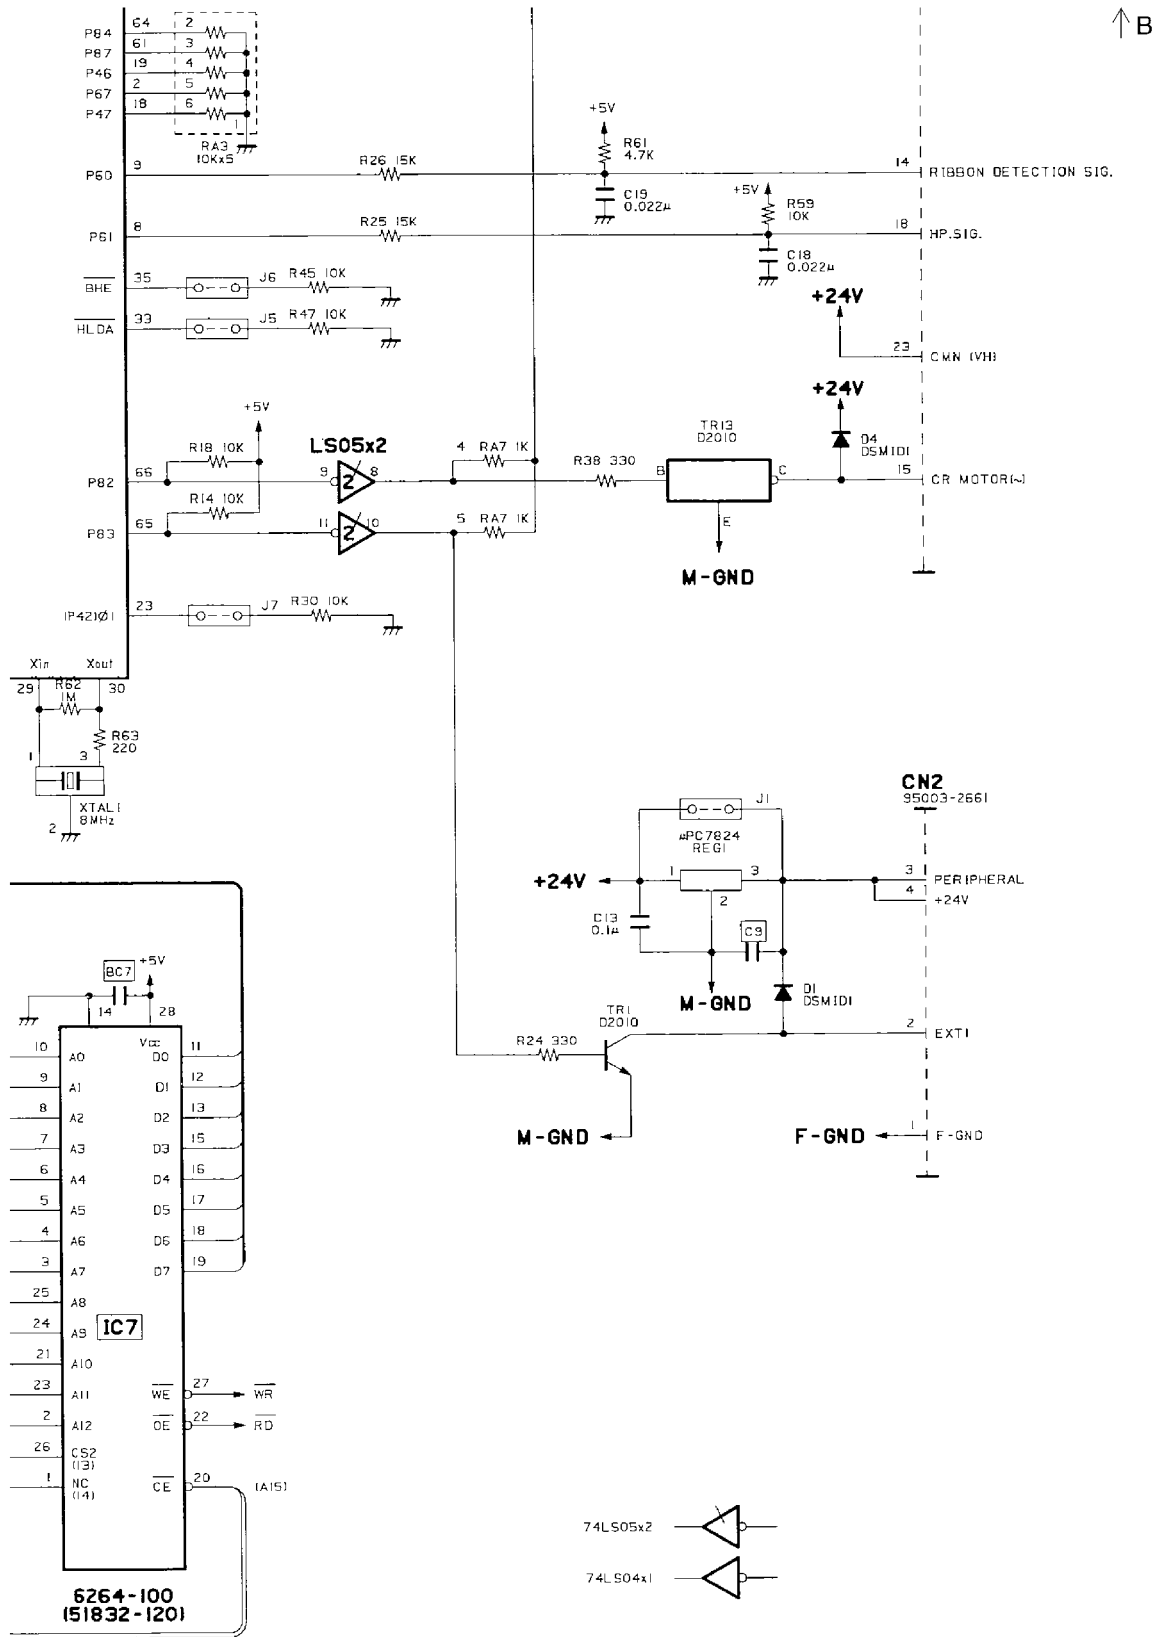 B
P84 64 2
P87 61 3
P46 19 4
P67 2 5
P47 18 6
1
RA3
10Kx5
P60 9 R26 15K
+5V
R61
4.7K
C19
0.022µ
14 RIBBON DETECTION SIG.
P61 8 R25 15K
+5V
R59
10K
C18
0.022µ
18 HP.SIG.
BHE 35 J6 R45 10K
HLDA 33 J5 R47 10K
+24V
23 CMN (VH)
+24V
D4
DSM1D1
+5V
R18 10K
LS05x2
P82 66 9 2 8
4 RA7 1K
R38 330
TR13
D2010
B C
E
M-GND
15 CR MOTOR(~)
R14 10K
P83 65 11 2 10
5 RA7 1K
IP42101 23 J7 R30 10K
Xin Xout
29 30
R62
1M
R63
220
1 3
XTAL1
8MHz
2
CN2
95003-2661
J1
µPC7824
REG1
+24V 1 3
2
C13
0.1µ
C9
M-GND
3 PERIPHERAL
4 +24V
D1
DSM1D1
TR1
D2010
R24 330
M-GND
2 EXT1
F-GND 1 F-GND
BC7 +5V
14 28
Vcc
10 A0 D0 11
9 A1 D1 12
8 A2 D2 13
7 A3 D3 15
6 A4 D4 16
5 A5 D5 17
4 A6 D6 18
3 A7 D7 19
25 A8
24 A9
IC7
21 A10
23 A11 WE 27 WR
2 A12 OE 22 RD
26 CS2
(13)
1 NC
(14)
CE 20 (A15)
6264-100
(51832-120)
74LS05x2
74LS04x1